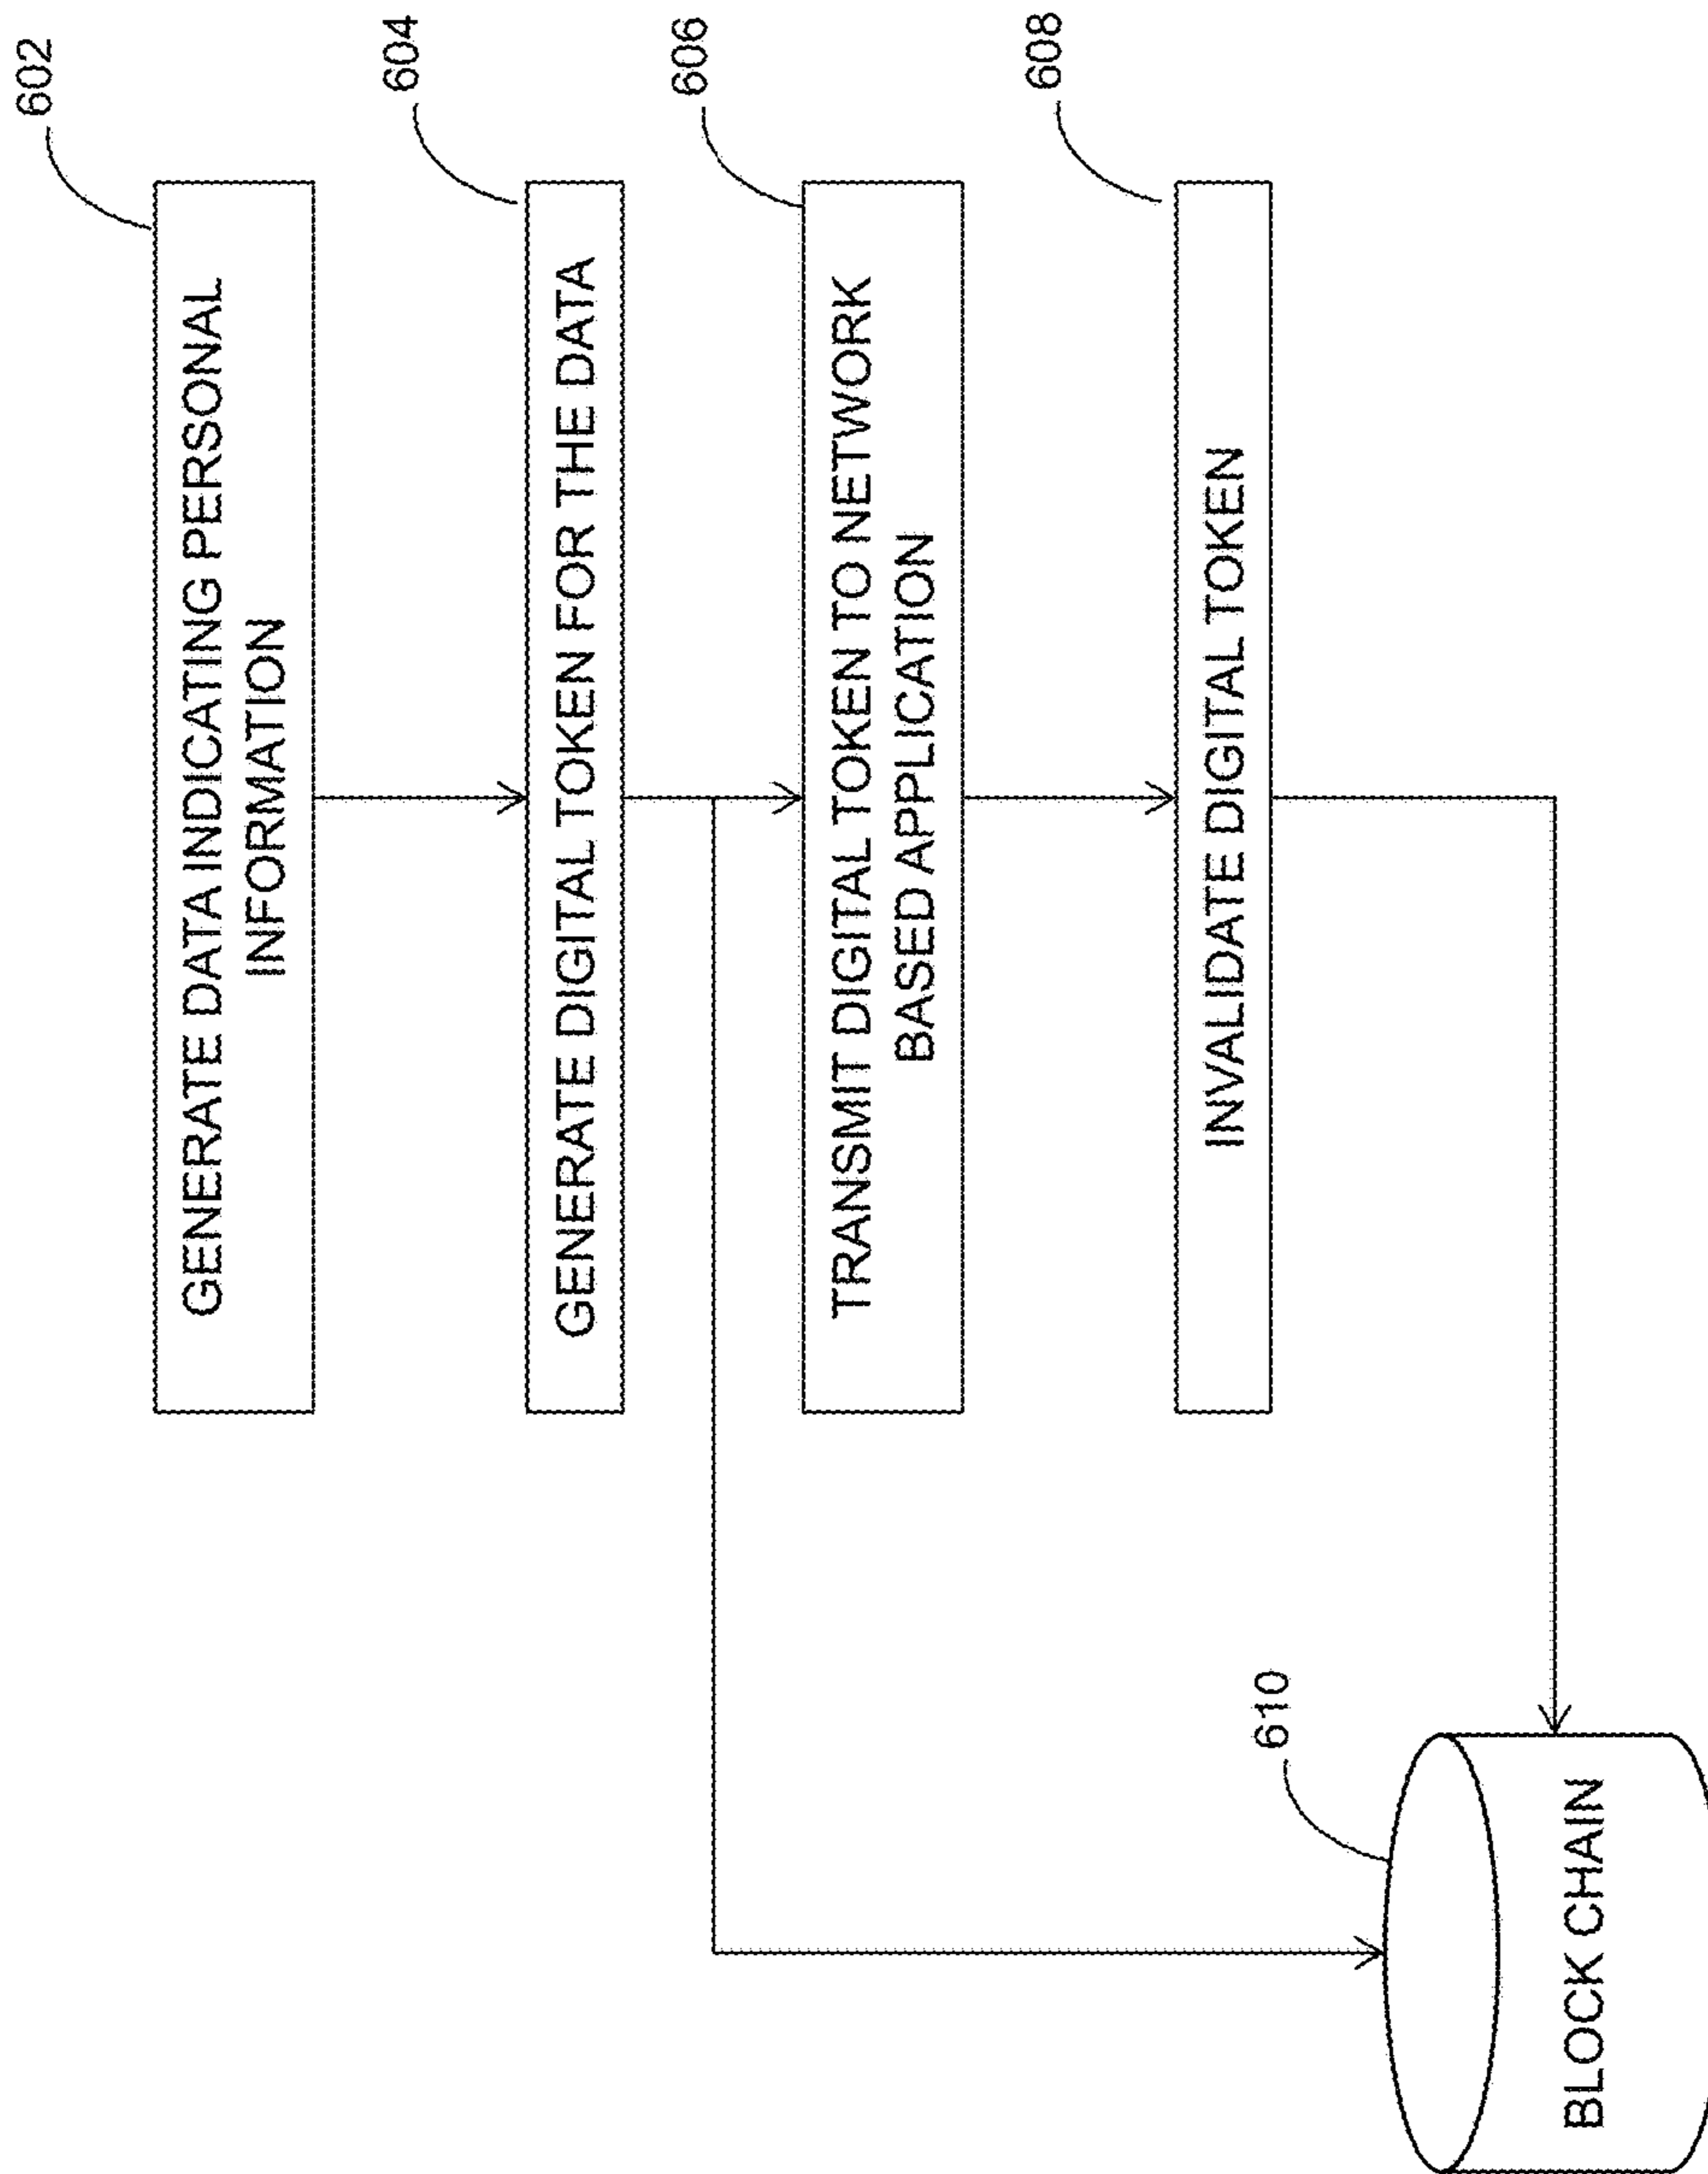 602
GENERATE DATA INDICATING PERSONAL
INFORMATION
604
GENERATE DIGITAL TOKEN FOR THE DATA
606
TRANSMIT DIGITAL TOKEN TO NETWORK
BASED APPLICATION
608
INVALIDATE DIGITAL TOKEN
610
BLOCK CHAIN